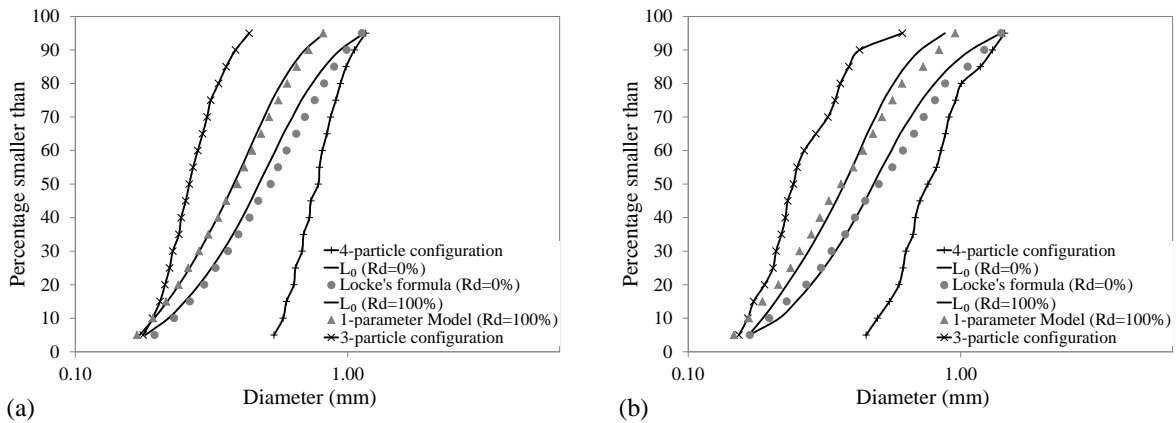 Percentage smaller than
100
90
80
70
60
50
40
30
20
10
0
0.10
1.00
Diameter (mm)
4-particle configuration
L₀ (Rd=0%)
Locke's formula (Rd=0%)
L₀ (Rd=100%)
1-parameter Model (Rd=100%)
3-particle configuration
(a)
Percentage smaller than
100
90
80
70
60
50
40
30
20
10
0
0.10
1.00
Diameter (mm)
4-particle configuration
L₀ (Rd=0%)
Locke's formula (Rd=0%)
L₀ (Rd=100%)
1-parameter Model (Rd=100%)
3-particle configuration
(b)